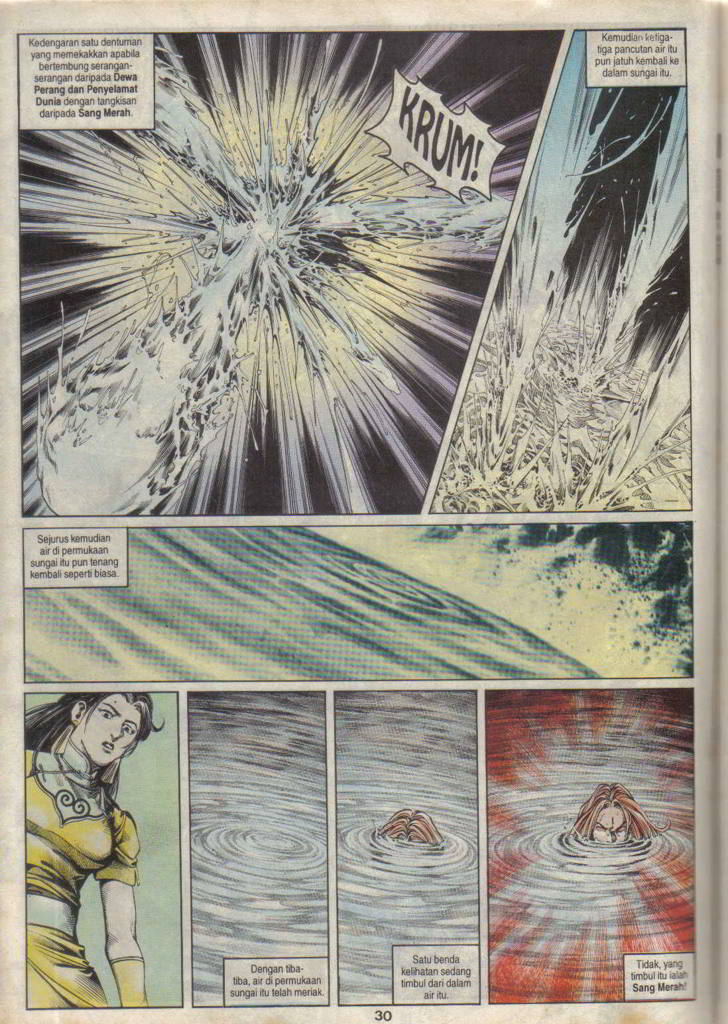 Kedengaran satu dentuman
yang memekakkan apabila
bertembung serangan-
serangan daripada Dewa
Perang dan Penyelamat
Dunia dengan tangkisan
daripada Sang Merah.
KRUM!
Kemudian ketiga-
tiga pancutan air itu
pun jatuh kembali ke
dalam sungai itu.
Sejurus kemudian
air di permukaan
sungai itu pun tenang
kembali seperti biasa.
Dengan tiba-
tiba, air di permukaan
sungai itu telah meriak.
Satu benda
kelihatan sedang
timbul dari dalam
air itu.
Tidak, yang
timbul itu ialah
Sang Merah!
30